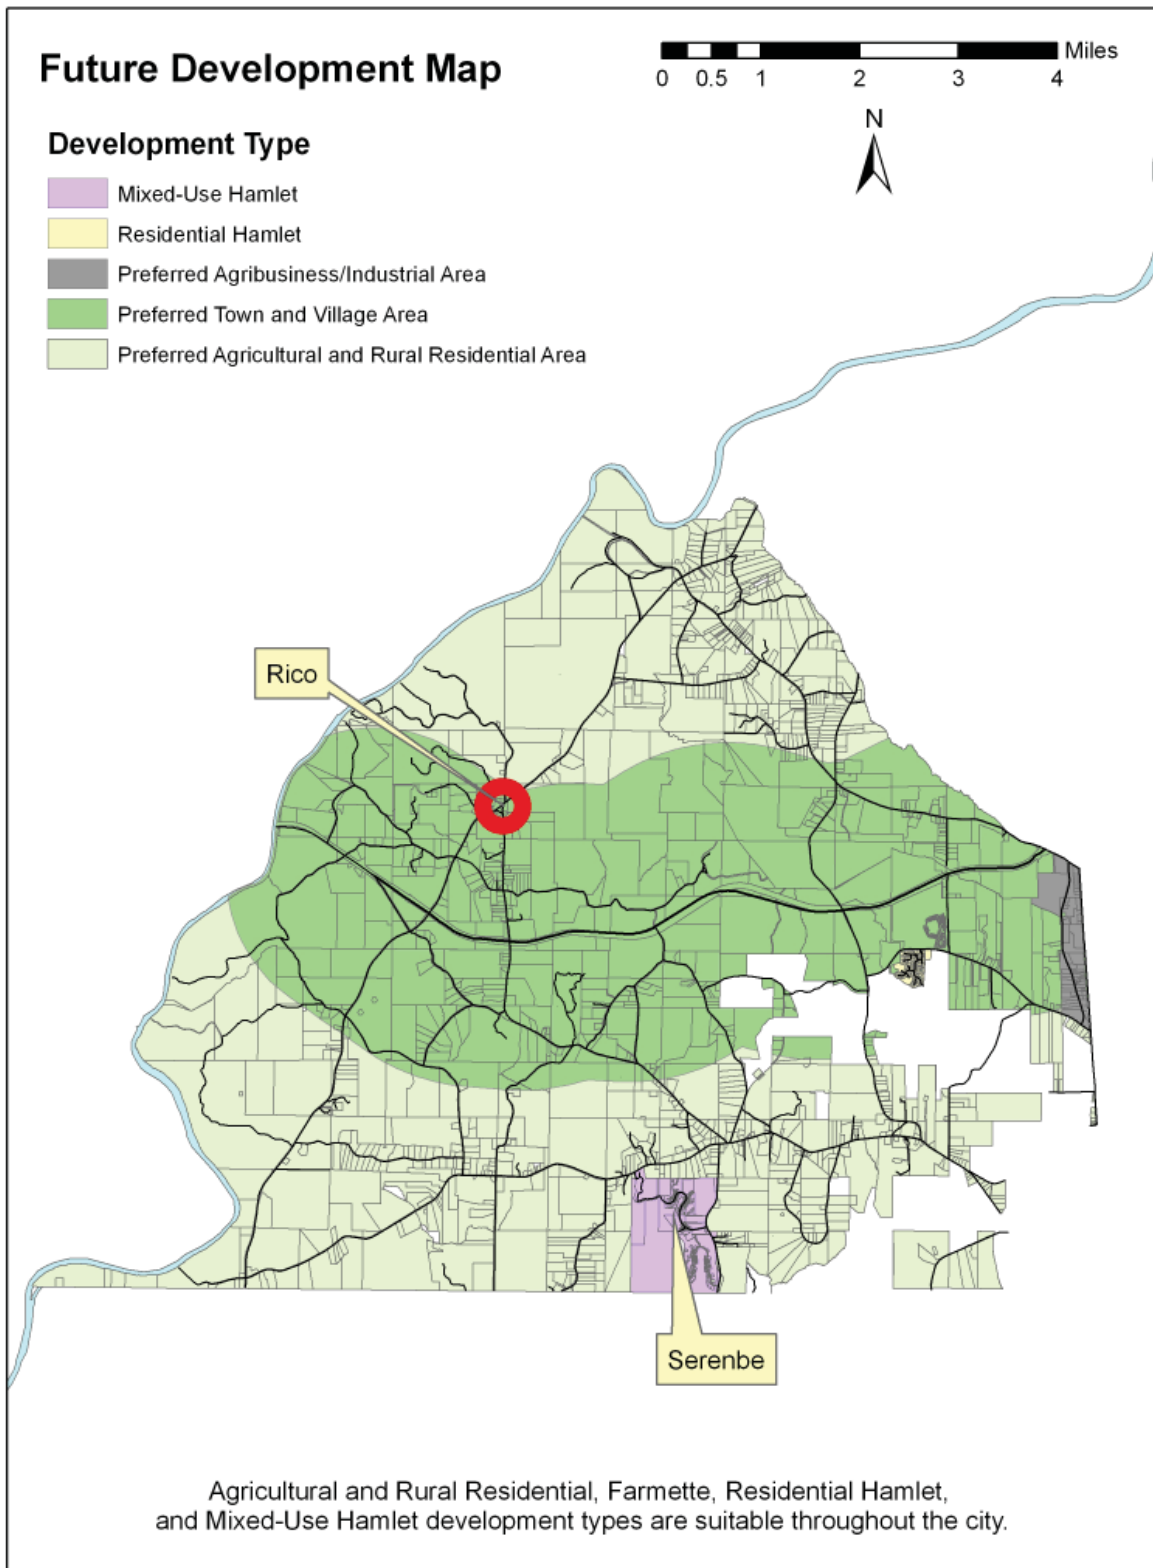 Future Development Map
Miles
0 0.5 1 2 3 4
N
Development Type
Mixed-Use Hamlet
Residential Hamlet
Preferred Agribusiness/Industrial Area
Preferred Town and Village Area
Preferred Agricultural and Rural Residential Area
Rico
Serenbe
Agricultural and Rural Residential, Farmette, Residential Hamlet,
and Mixed-Use Hamlet development types are suitable throughout the city.